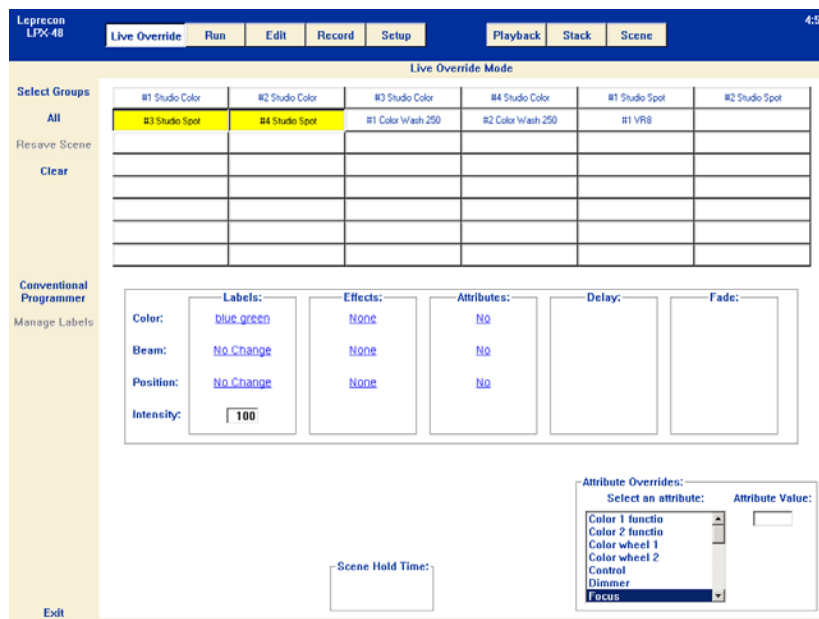 Leprecon
LPX-48
Live Override Run Edit Record Setup Playback Stack Scene
4:5
Live Override Mode
Select Groups
All
Resave Scene
Clear
#1 Studio Color #2 Studio Color #3 Studio Color #4 Studio Color #1 Studio Spot #2 Studio Spot
#3 Studio Spot #4 Studio Spot #1 Color Wash 250 #2 Color Wash 250 #1 VR8
Conventional
Programmer
Manage Labels
Labels: Effects: Attributes: Delay: Fade:
Color: blue green None No
Beam: No Change None No
Position: No Change None No
Intensity: 100
Attribute Overrides:
Select an attribute: Attribute Value:
Color 1 functio
Color 2 functio
Color wheel 1
Color wheel 2
Control
Dimmer
Focus
Scene Hold Time:
Exit